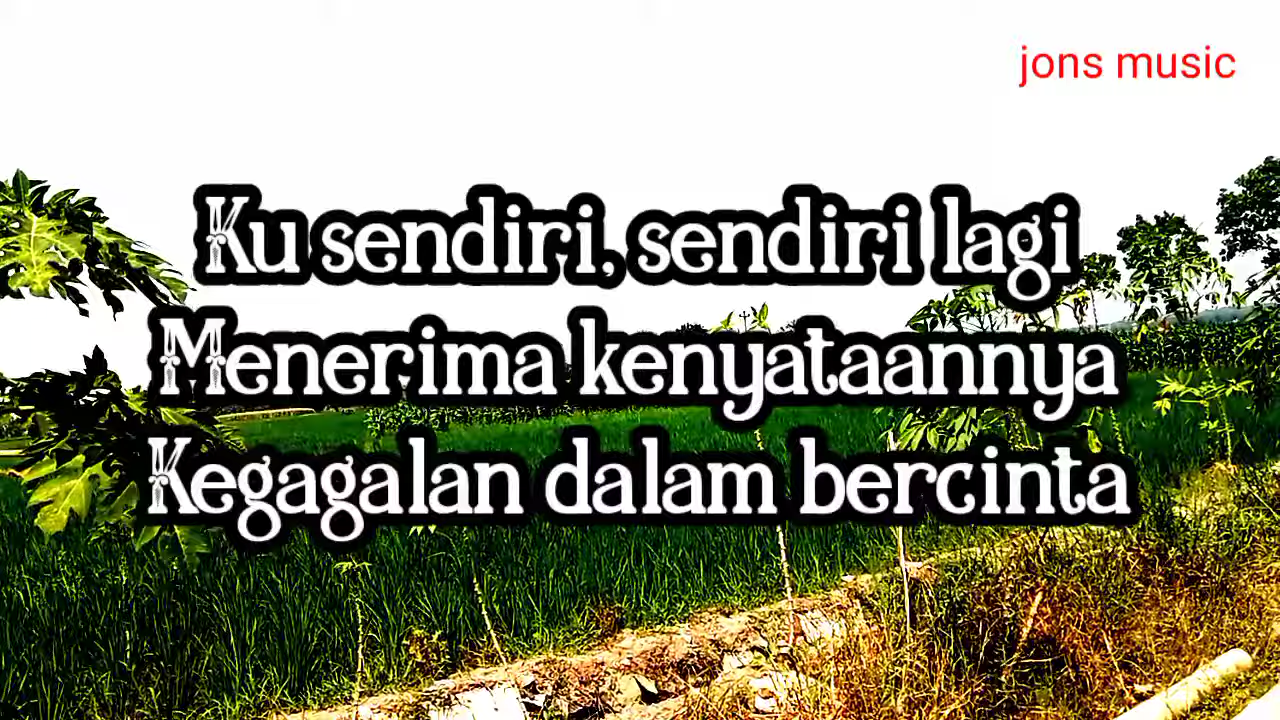 jons music
Ku sendiri, sendiri lagi
Menerima kenyataannya
Kegagalan dalam bercinta